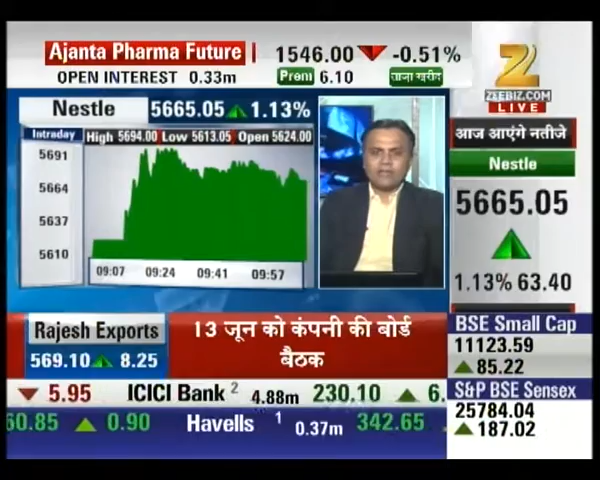 Ajanta Pharma Future
1546.00 -0.51%
OPEN INTEREST 0.33m
Prem 6.10 ताजा खरीद
ZEEBIZ.COM
LIVE
Nestle 5665.05 1.13%
Intraday High 5694.00 Low 5613.05 Open 5624.00
5691
5664
5637
5610
09:07 09:24 09:41 09:57
आज आएंगे नतीजे
Nestle
5665.05
1.13% 63.40
Rajesh Exports
569.10 8.25
13 जून को कंपनी की बोर्ड
बैठक
BSE Small Cap
11123.59
85.22
S&P BSE Sensex
25784.04
187.02
5.95 ICICI Bank 2 4.88m 230.10 6.
60.85 0.90 Havells 1 0.37m 342.65